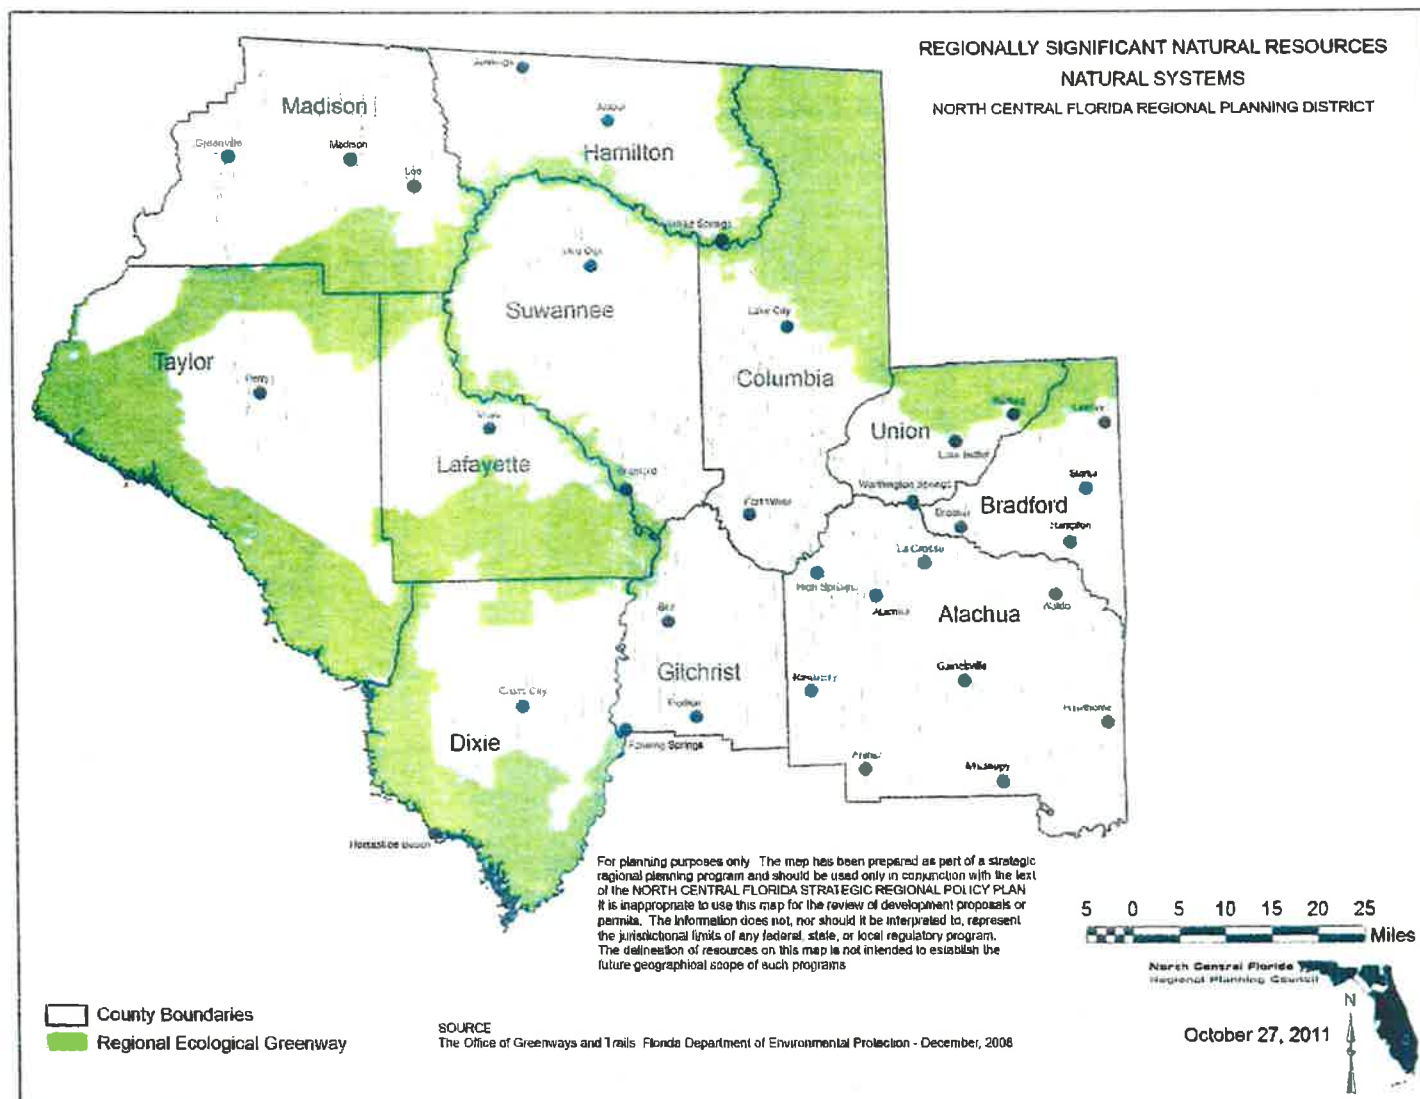 REGIONALLY SIGNIFICANT NATURAL RESOURCES
NATURAL SYSTEMS
NORTH CENTRAL FLORIDA REGIONAL PLANNING DISTRICT
Madison
Greenville
Madison
Lee
Hamilton
Suwannee
Lake City
Columbia
Taylor
Perry
Lafayette
Branford
Fort White
Union
Lake Butler
Worthington Springs
Bradford
Starke
Brooker
Hampton
La Crosse
High Springs
Alachua
Waldo
Alachua
Bell
Gilchrist
Gainesville
Newberry
Hawthorne
Cross City
Dixie
Fanning Springs
Archer
Micanopy
Horseshoe Beach
For planning purposes only The map has been prepared as part of a strategic
regional planning program and should be used only in conjunction with the text
of the NORTH CENTRAL FLORIDA STRATEGIC REGIONAL POLICY PLAN
It is inappropriate to use this map for the review of development proposals or
permits. The information does not, nor should it be interpreted to, represent
the jurisdictional limits of any federal, state, or local regulatory program.
The delineation of resources on this map is not intended to establish the
future geographical scope of such programs
5 0 5 10 15 20 25
Miles
North Central Florida
Regional Planning Council
N
October 27, 2011
County Boundaries
Regional Ecological Greenway
SOURCE
The Office of Greenways and Trails Florida Department of Environmental Protection - December, 2008